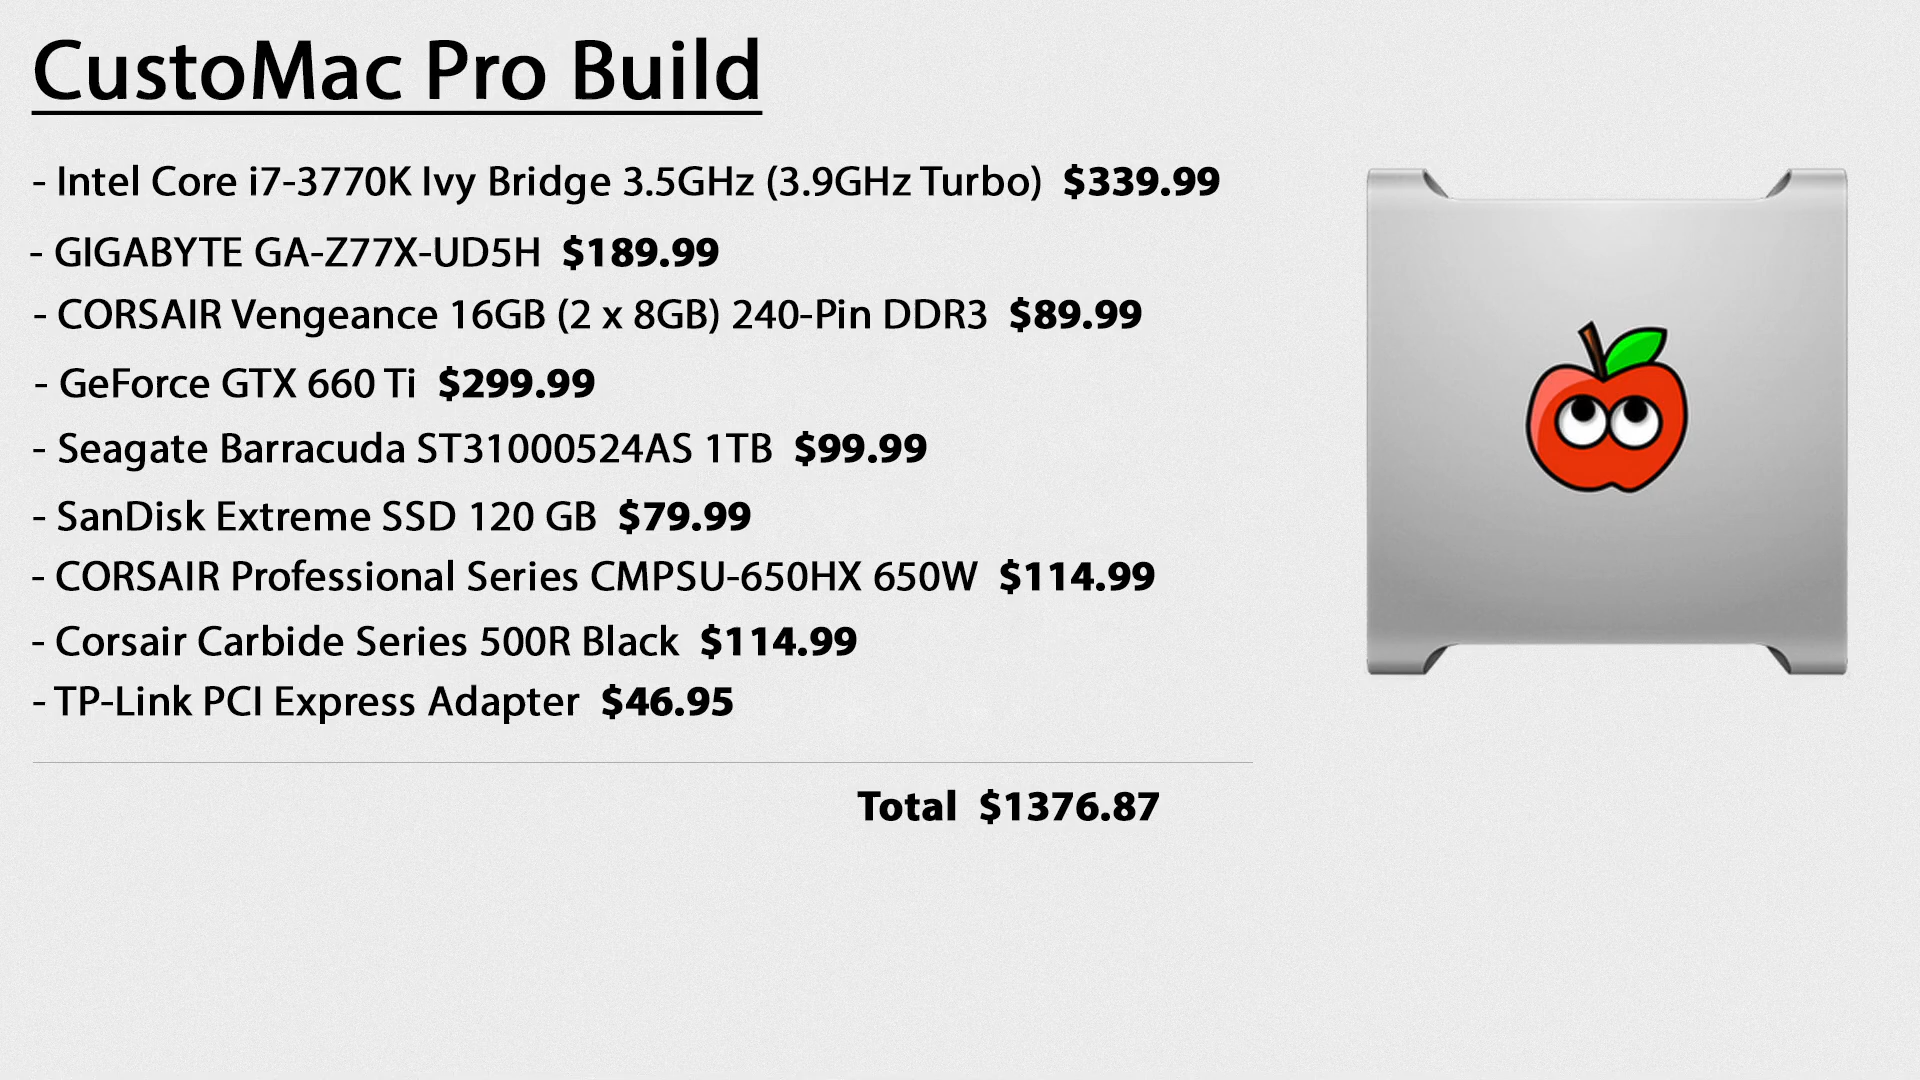 CustoMac Pro Build
- Intel Core i7-3770K Ivy Bridge 3.5GHz (3.9GHz Turbo) $339.99
- GIGABYTE GA-Z77X-UD5H $189.99
- CORSAIR Vengeance 16GB (2 x 8GB) 240-Pin DDR3 $89.99
- GeForce GTX 660 Ti $299.99
- Seagate Barracuda ST31000524AS 1TB $99.99
- SanDisk Extreme SSD 120 GB $79.99
- CORSAIR Professional Series CMPSU-650HX 650W $114.99
- Corsair Carbide Series 500R Black $114.99
- TP-Link PCI Express Adapter $46.95
Total $1376.87